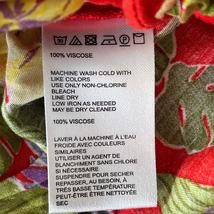 100% VISCOSE
MACHINE WASH COLD WITH
LIKE COLORS
USE ONLY NON-CHLORINE
BLEACH
LINE DRY
LOW IRON AS NEEDED
MAY BE DRY CLEANED
100% VISCOSE
LAVER À LA MACHINE À L'EAU
FROIDE AVEC COULEURS
SIMILAIRES
UTILISER UN AGENT DE
BLANCHIMENT SANS CHLORE
SI NÉCESSAIRE
SUSPENDRE POUR SÉCHER
REPASSER, AU BESOIN, À
TRÈS BASSE TEMPÉRATURE
PEUT-ÊTRE NETTOYÉE À
SEC